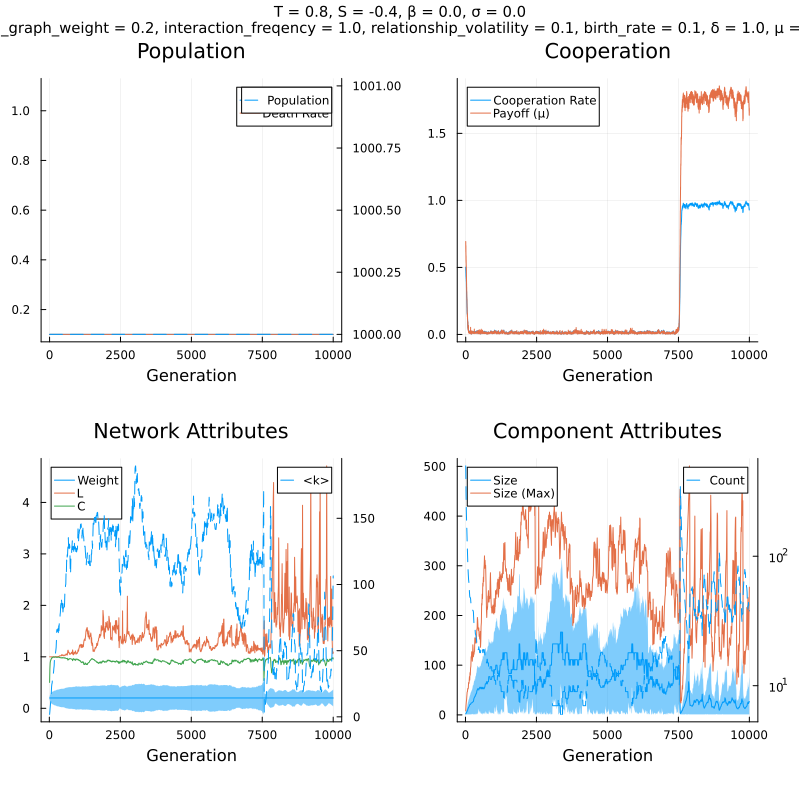 T = 0.8, S = -0.4, β = 0.0, σ = 0.0
_graph_weight = 0.2, interaction_freqency = 1.0, relationship_volatility = 0.1, birth_rate = 0.1, δ = 1.0, μ =
Population
Cooperation
1.0
0.8
0.6
0.4
0.2
Population
Death Rate
1001.00
1000.75
1000.50
1000.25
1000.00
0 2500 5000 7500 10000
Generation
Cooperation Rate
Payoff (μ)
1.5
1.0
0.5
0.0
0 2500 5000 7500 10000
Generation
Network Attributes
Component Attributes
4
3
2
1
0
Weight
L
C
<k>
150
100
50
0
0 2500 5000 7500 10000
Generation
500
400
300
200
100
0
Size
Size (Max)
Count
10²
10¹
0 2500 5000 7500 10000
Generation